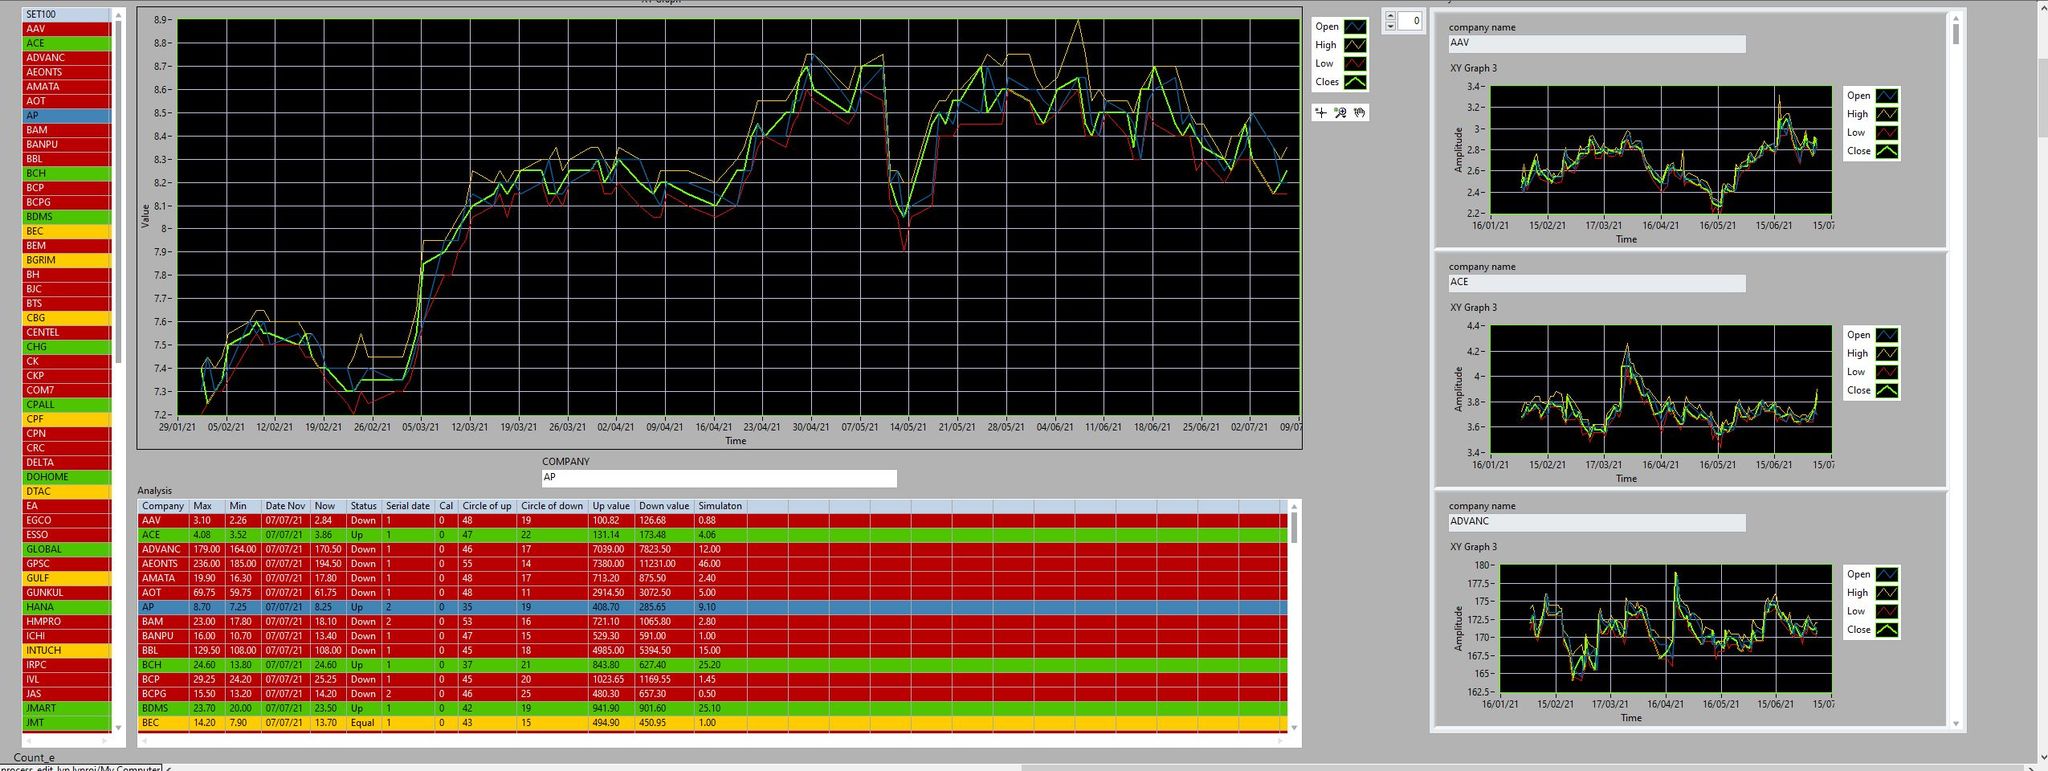 XY Graph
SET100
AAV
ACE
ADVANC
AEONTS
AMATA
AOT
AP
BAM
BANPU
BBL
BCH
BCP
BCPG
BDMS
BEC
BEM
BGRIM
BH
BJC
BTS
CBG
CENTEL
CHG
CK
CKP
COM7
CPALL
CPF
CPN
CRC
DELTA
DOHOME
DTAC
EA
EGCO
ESSO
GLOBAL
GPSC
GULF
GUNKUL
HANA
HMPRO
ICHI
INTUCH
IRPC
IVL
JAS
JMART
JMT
Count_e
8.9
8.8
8.7
8.6
8.5
8.4
8.3
8.2
8.1
8
7.9
7.8
7.7
7.6
7.5
7.4
7.3
7.2
Value
29/01/21 05/02/21 12/02/21 19/02/21 26/02/21 05/03/21 12/03/21 19/03/21 26/03/21 02/04/21 09/04/21 16/04/21 23/04/21 30/04/21 07/05/21 14/05/21 21/05/21 28/05/21 04/06/21 11/06/21 18/06/21 25/06/21 02/07/21 09/07
Time
Open
High
Low
Cloes
0
COMPANY
AP
Analysis
Company Max Min Date Nov Now Status Serial date Cal Circle of up Circle of down Up value Down value Simulaton
AAV 3.10 2.26 07/07/21 2.84 Down 1 0 48 19 100.82 126.68 0.88
ACE 4.08 3.52 07/07/21 3.86 Up 1 0 47 22 131.14 173.48 4.06
ADVANC 179.00 164.00 07/07/21 170.50 Down 1 0 46 17 7039.00 7823.50 12.00
AEONTS 236.00 185.00 07/07/21 194.50 Down 1 0 55 14 7380.00 11231.00 46.00
AMATA 19.90 16.30 07/07/21 17.80 Down 1 0 48 17 713.20 875.50 2.40
AOT 69.75 59.75 07/07/21 61.75 Down 1 0 48 11 2914.50 3072.50 5.00
AP 8.70 7.25 07/07/21 8.25 Up 2 0 35 19 408.70 285.65 9.10
BAM 23.00 17.80 07/07/21 18.10 Down 2 0 53 16 721.10 1065.80 2.80
BANPU 16.00 10.70 07/07/21 13.40 Down 1 0 47 15 529.30 591.00 1.00
BBL 129.50 108.00 07/07/21 108.00 Down 1 0 45 18 4985.00 5394.50 15.00
BCH 24.60 13.80 07/07/21 24.60 Up 1 0 37 21 843.80 627.40 25.20
BCP 29.25 24.20 07/07/21 25.25 Down 1 0 45 20 1023.65 1169.55 1.45
BCPG 15.50 13.20 07/07/21 14.20 Down 2 0 46 25 480.30 657.30 0.50
BDMS 23.70 20.00 07/07/21 23.50 Up 1 0 42 19 941.90 901.60 25.10
BEC 14.20 7.90 07/07/21 13.70 Equal 1 0 43 15 494.90 450.95 1.00
company name
AAV
XY Graph 3
3.4
3.2
3
2.8
2.6
2.4
2.2
Amplitude
16/01/21 15/02/21 17/03/21 16/04/21 16/05/21 15/06/21 15/07
Time
Open
High
Low
Close
company name
ACE
XY Graph 3
4.4
4.2
4
3.8
3.6
3.4
Amplitude
16/01/21 15/02/21 17/03/21 16/04/21 16/05/21 15/06/21 15/07
Time
Open
High
Low
Close
company name
ADVANC
XY Graph 3
180
177.5
175
172.5
170
167.5
165
162.5
Amplitude
16/01/21 15/02/21 17/03/21 16/04/21 16/05/21 15/06/21 15/07
Time
Open
High
Low
Close